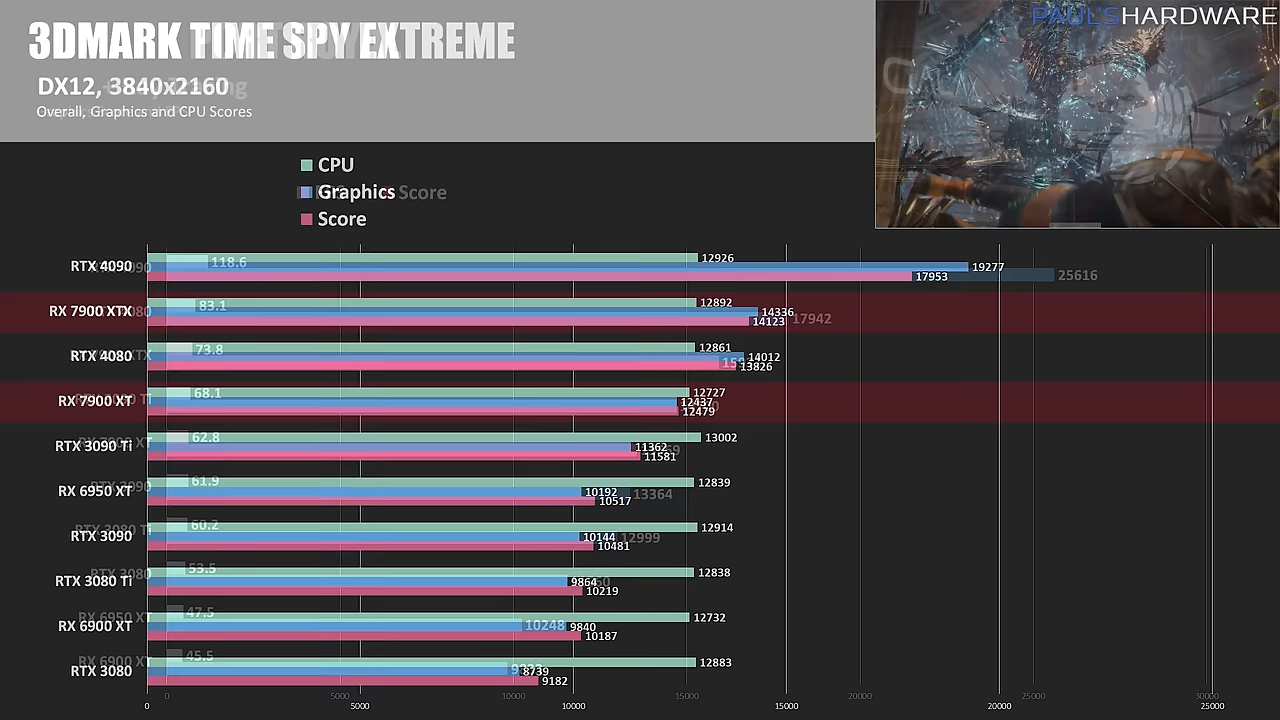 PAUL'SHARDWARE
3DMARK TIME SPY EXTREME
DX12, 3840x2160
Overall, Graphics and CPU Scores
CPU
Graphics Score
Score
RTX 4090 118.6 12926
19277 25616
17953
RX 7900 XTX 83.1 12892
14336 17942
14123
RTX 4080 73.8 12861
14012
13826
RX 7900 XT 68.1 12727
12437
12479
RTX 3090 Ti 62.8 13002
11362
11581
RX 6950 XT 61.9 12839
10192 13364
10517
RTX 3090 60.2 12914
10144 12999
10481
RTX 3080 Ti 53.5 12838
9864
10219
RX 6900 XT 47.5 12732
10248 9840
10187
RTX 3080 45.5 12883
8739
9182
0 5000 10000 15000 20000 25000 30000
0 5000 10000 15000 20000 25000